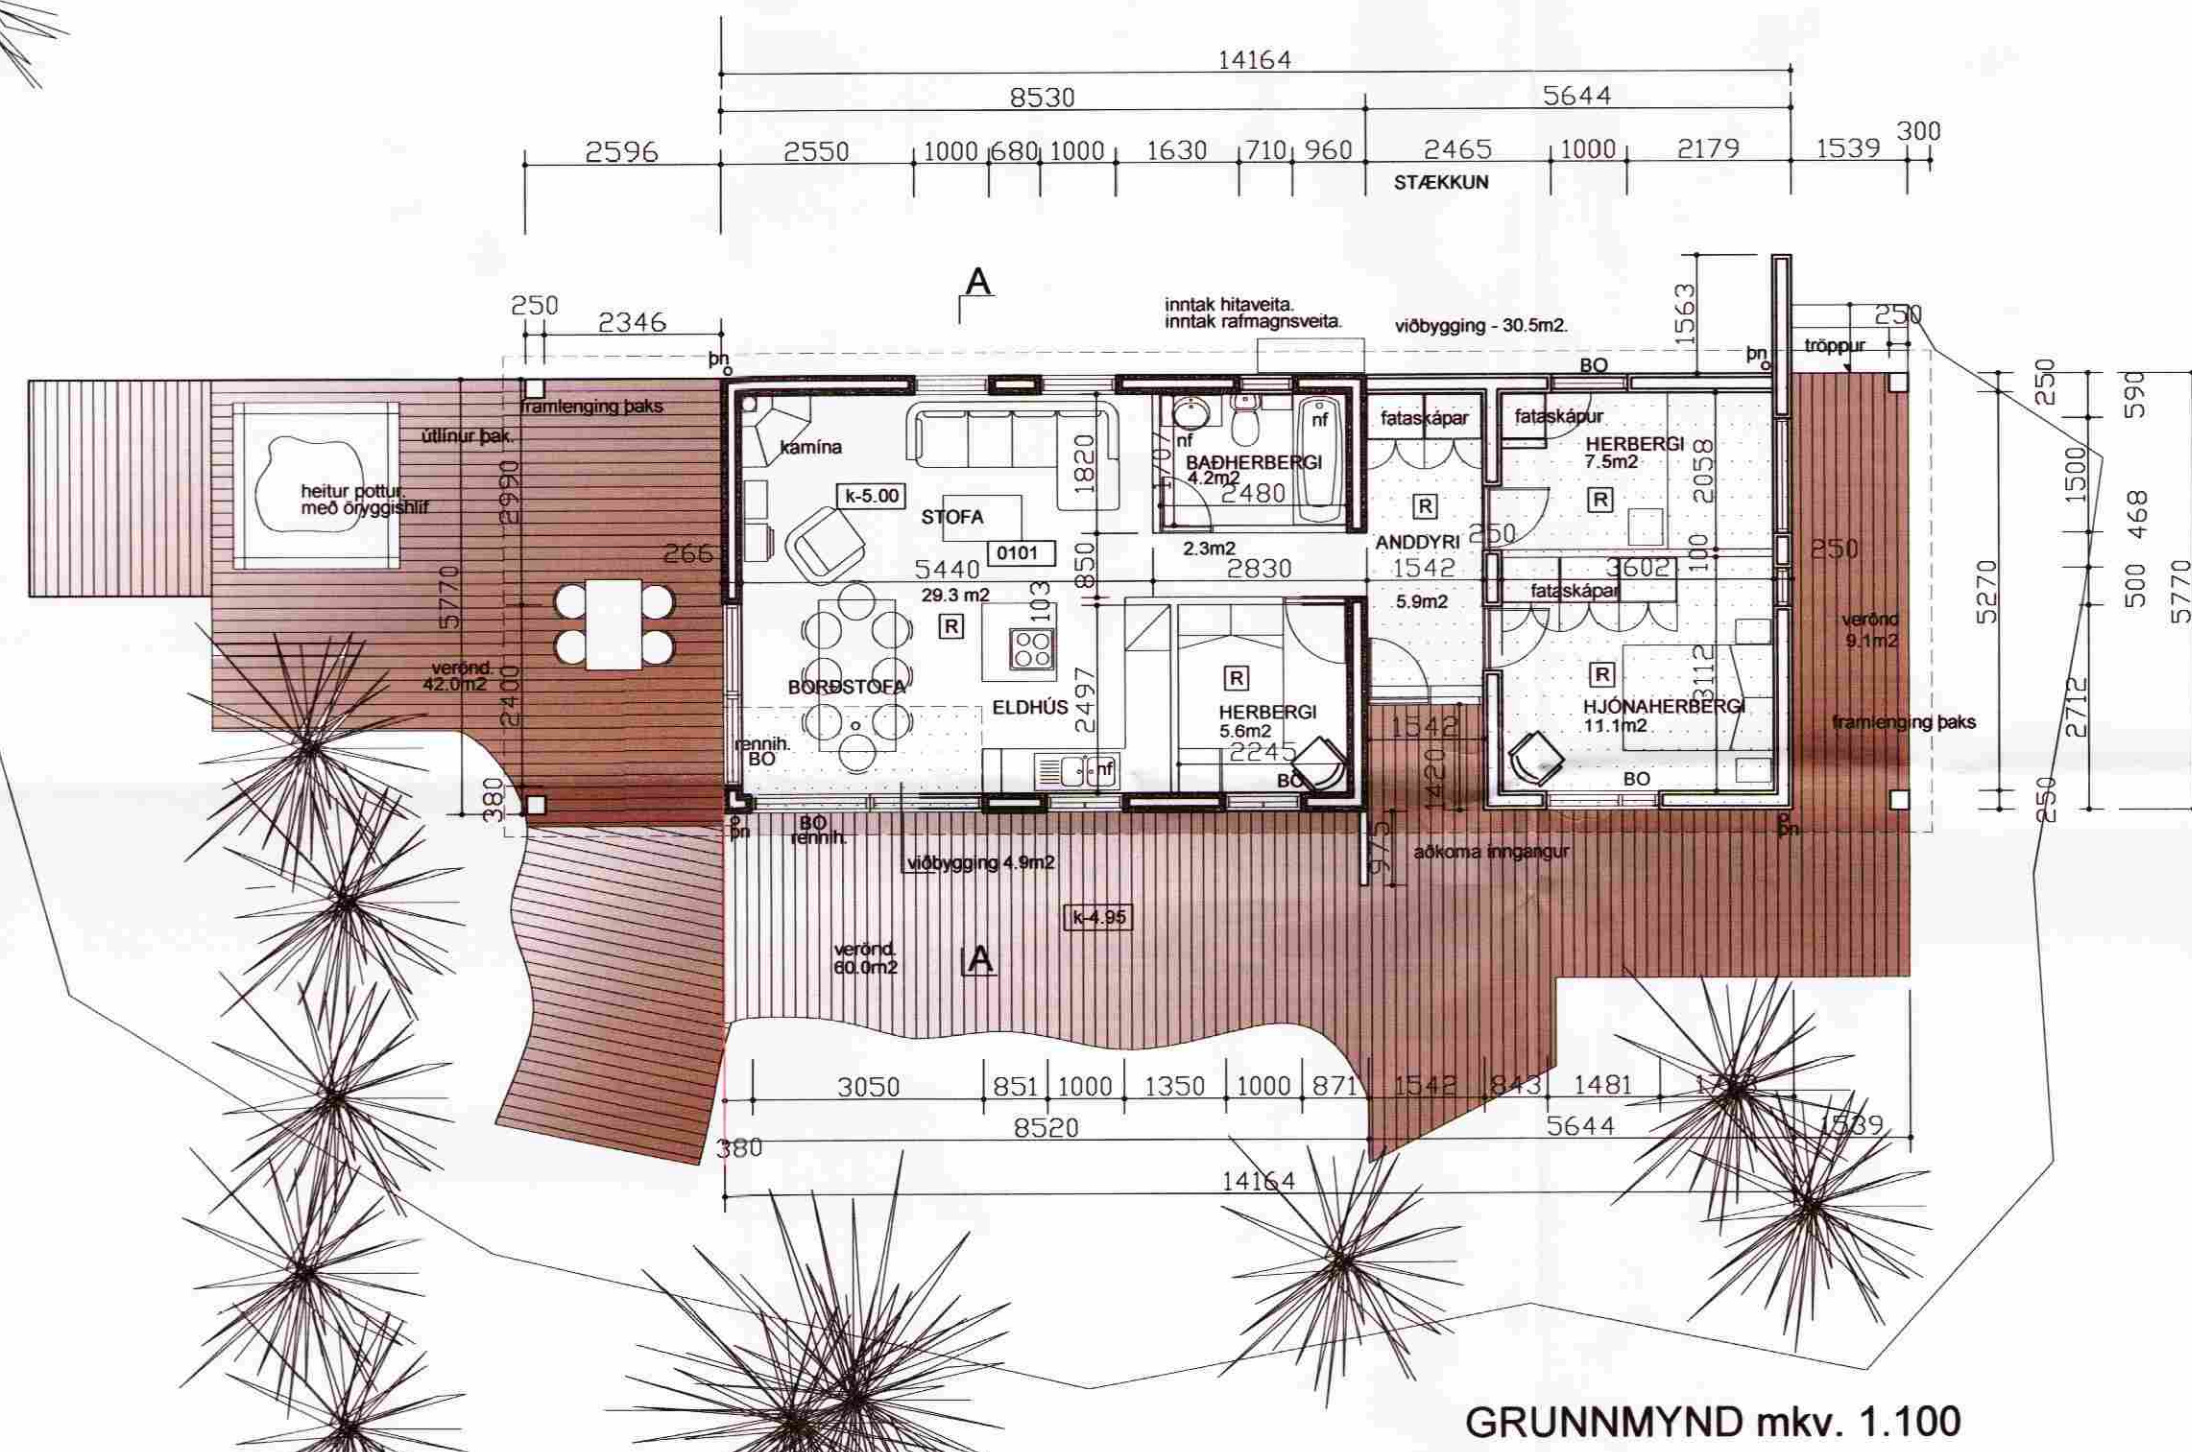 14164
8530
5644
300
2596
2550
1000
680
1000
1630
710
960
2465
1000
2179
1539
STÆKKUN
A
250
2346
inntak hitaveita.
inntak rafmagnsveita.
viðbygging - 30.5m2.
1563
250
þn
þn
tröppur
BO
framlenging þaks
útlínur þak.
kamína
nf
nf
fataskápar
fataskápur
HERBERGI
7.5m2
250
590
heitur pottur.
með öryggishlíf
2990
k-5.00
STOFA
1820
1707
BAÐHERBERGI
4.2m2
2480
R
R
2058
1500
468
266
0101
2.3m2
ANDDYRI
250
100
250
5770
5440
29.3 m2
850
2830
1542
3602
5.9m2
fataskápar
103
R
5270
500
5770
verönd
9.1m2
verönd.
42.0m2
2400
BORÐSTOFA
ELDHÚS
2497
R
HERBERGI
5.6m2
2245
R
HJÓNAHERBERGI
11.1m2
3112
framlenging þaks
2712
rennih.
BO
nf
BO
1542
1420
BO
380
250
þn
BO
rennih.
þn
viðbygging 4.9m2
975
aðkoma inngangur
k-4.95
verönd.
60.0m2
A
3050
851
1000
1350
1000
871
1542
843
1481
8520
5644
1539
380
14164
GRUNNMYND mkv. 1.100